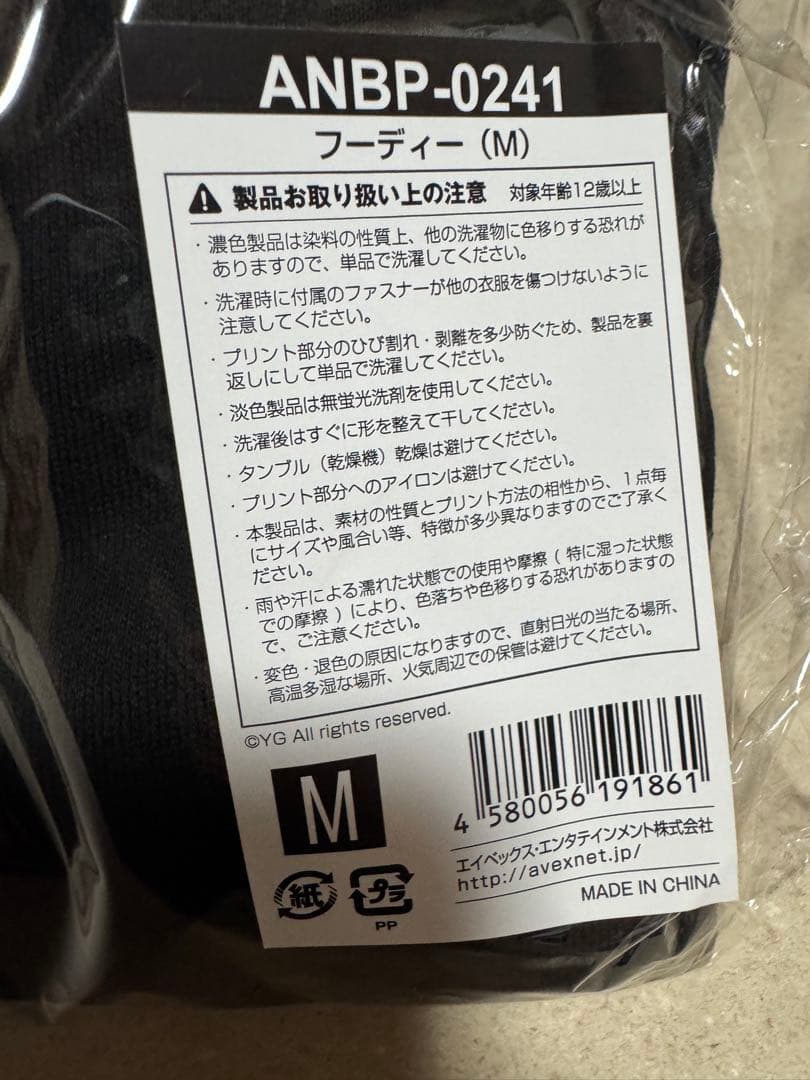 ANBP-0241
フーディー（M）
製品お取り扱い上の注意 対象年齢12歳以上
・濃色製品は染料の性質上、他の洗濯物に色移りする恐れが
ありますので、単品で洗濯してください。
・洗濯時に付属のファスナーが他の衣服を傷つけないように
注意してください。
・プリント部分のひび割れ・剥離を多少防ぐため、製品を裏
返しにして単品で洗濯してください。
・淡色製品は無蛍光洗剤を使用してください。
・洗濯後はすぐに形を整えて干してください。
・タンブル（乾燥機）乾燥は避けてください。
・プリント部分へのアイロンは避けてください。
・本製品は、素材の性質とプリント方法の相性から、１点毎
にサイズや風合い等、特徴が多少異なりますのでご了承く
ださい。
・雨や汗による濡れた状態での使用や摩擦（特に湿った状態
での摩擦）により、色落ちや色移りする恐れがありますの
で、ご注意ください。
・変色・退色の原因になりますので、直射日光の当たる場所、
高温多湿な場所、火気周辺での保管は避けてください。
©YG All rights reserved.
M
4 580056 191861
エイベックス・エンタテインメント株式会社
http://avexnet.jp/
紙 プラ
PP
MADE IN CHINA